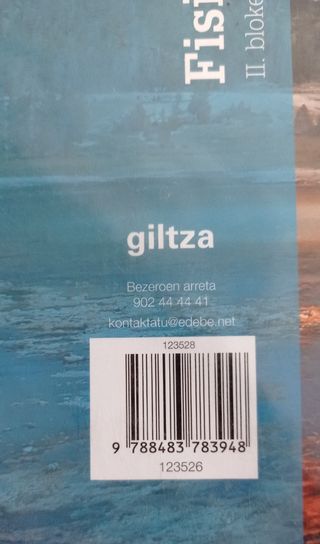 Fisi
II. bloke
giltza
Bezeroen arreta
902 44 44 41
kontaktatu@edebe.net
123528
9 788483 783948
123526